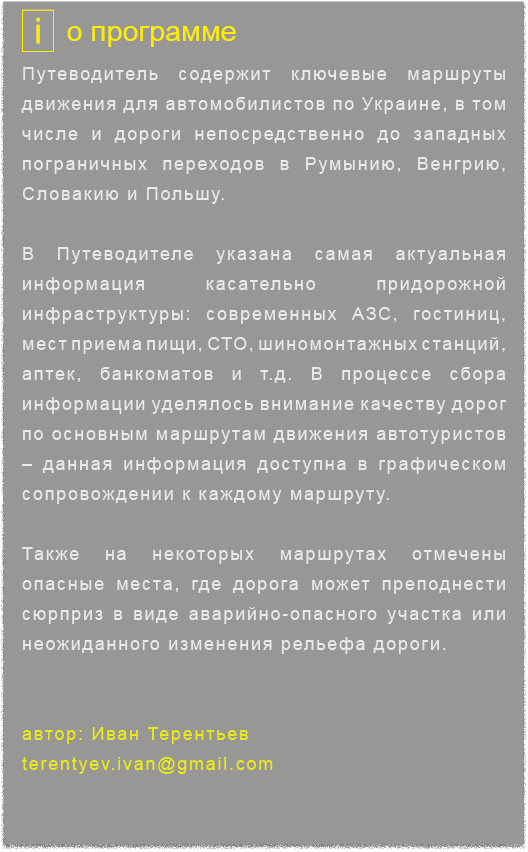 i о программе
Путеводитель содержит ключевые маршруты
движения для автомобилистов по Украине, в том
числе и дороги непосредственно до западных
пограничных переходов в Румынию, Венгрию,
Словакию и Польшу.
В Путеводителе указана самая актуальная
информация касательно придорожной
инфраструктуры: современных АЗС, гостиниц,
мест приема пищи, СТО, шиномонтажных станций,
аптек, банкоматов и т.д. В процессе сбора
информации уделялось внимание качеству дорог
по основным маршрутам движения автотуристов
– данная информация доступна в графическом
сопровождении к каждому маршруту.
Также на некоторых маршрутах отмечены
опасные места, где дорога может преподнести
сюрприз в виде аварийно-опасного участка или
неожиданного изменения рельефа дороги.
автор: Иван Терентьев
terentyev.ivan@gmail.com